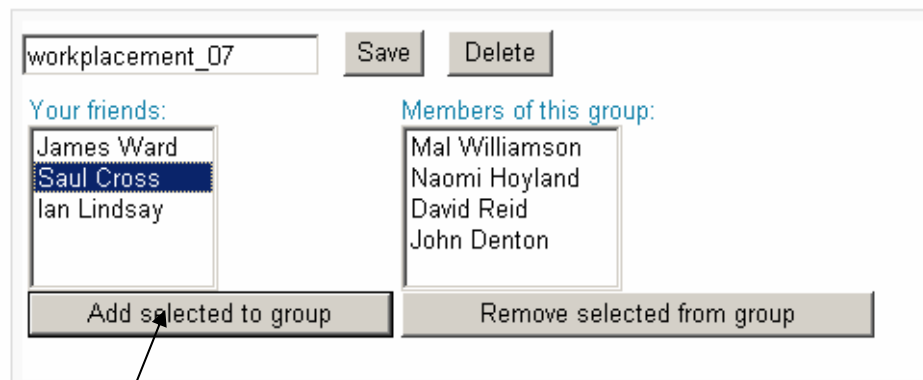 workplacement_07 Save Delete
Your friends: Members of this group:
James Ward
Saul Cross
Ian Lindsay
Mal Williamson
Naomi Hoyland
David Reid
John Denton
Add selected to group Remove selected from group